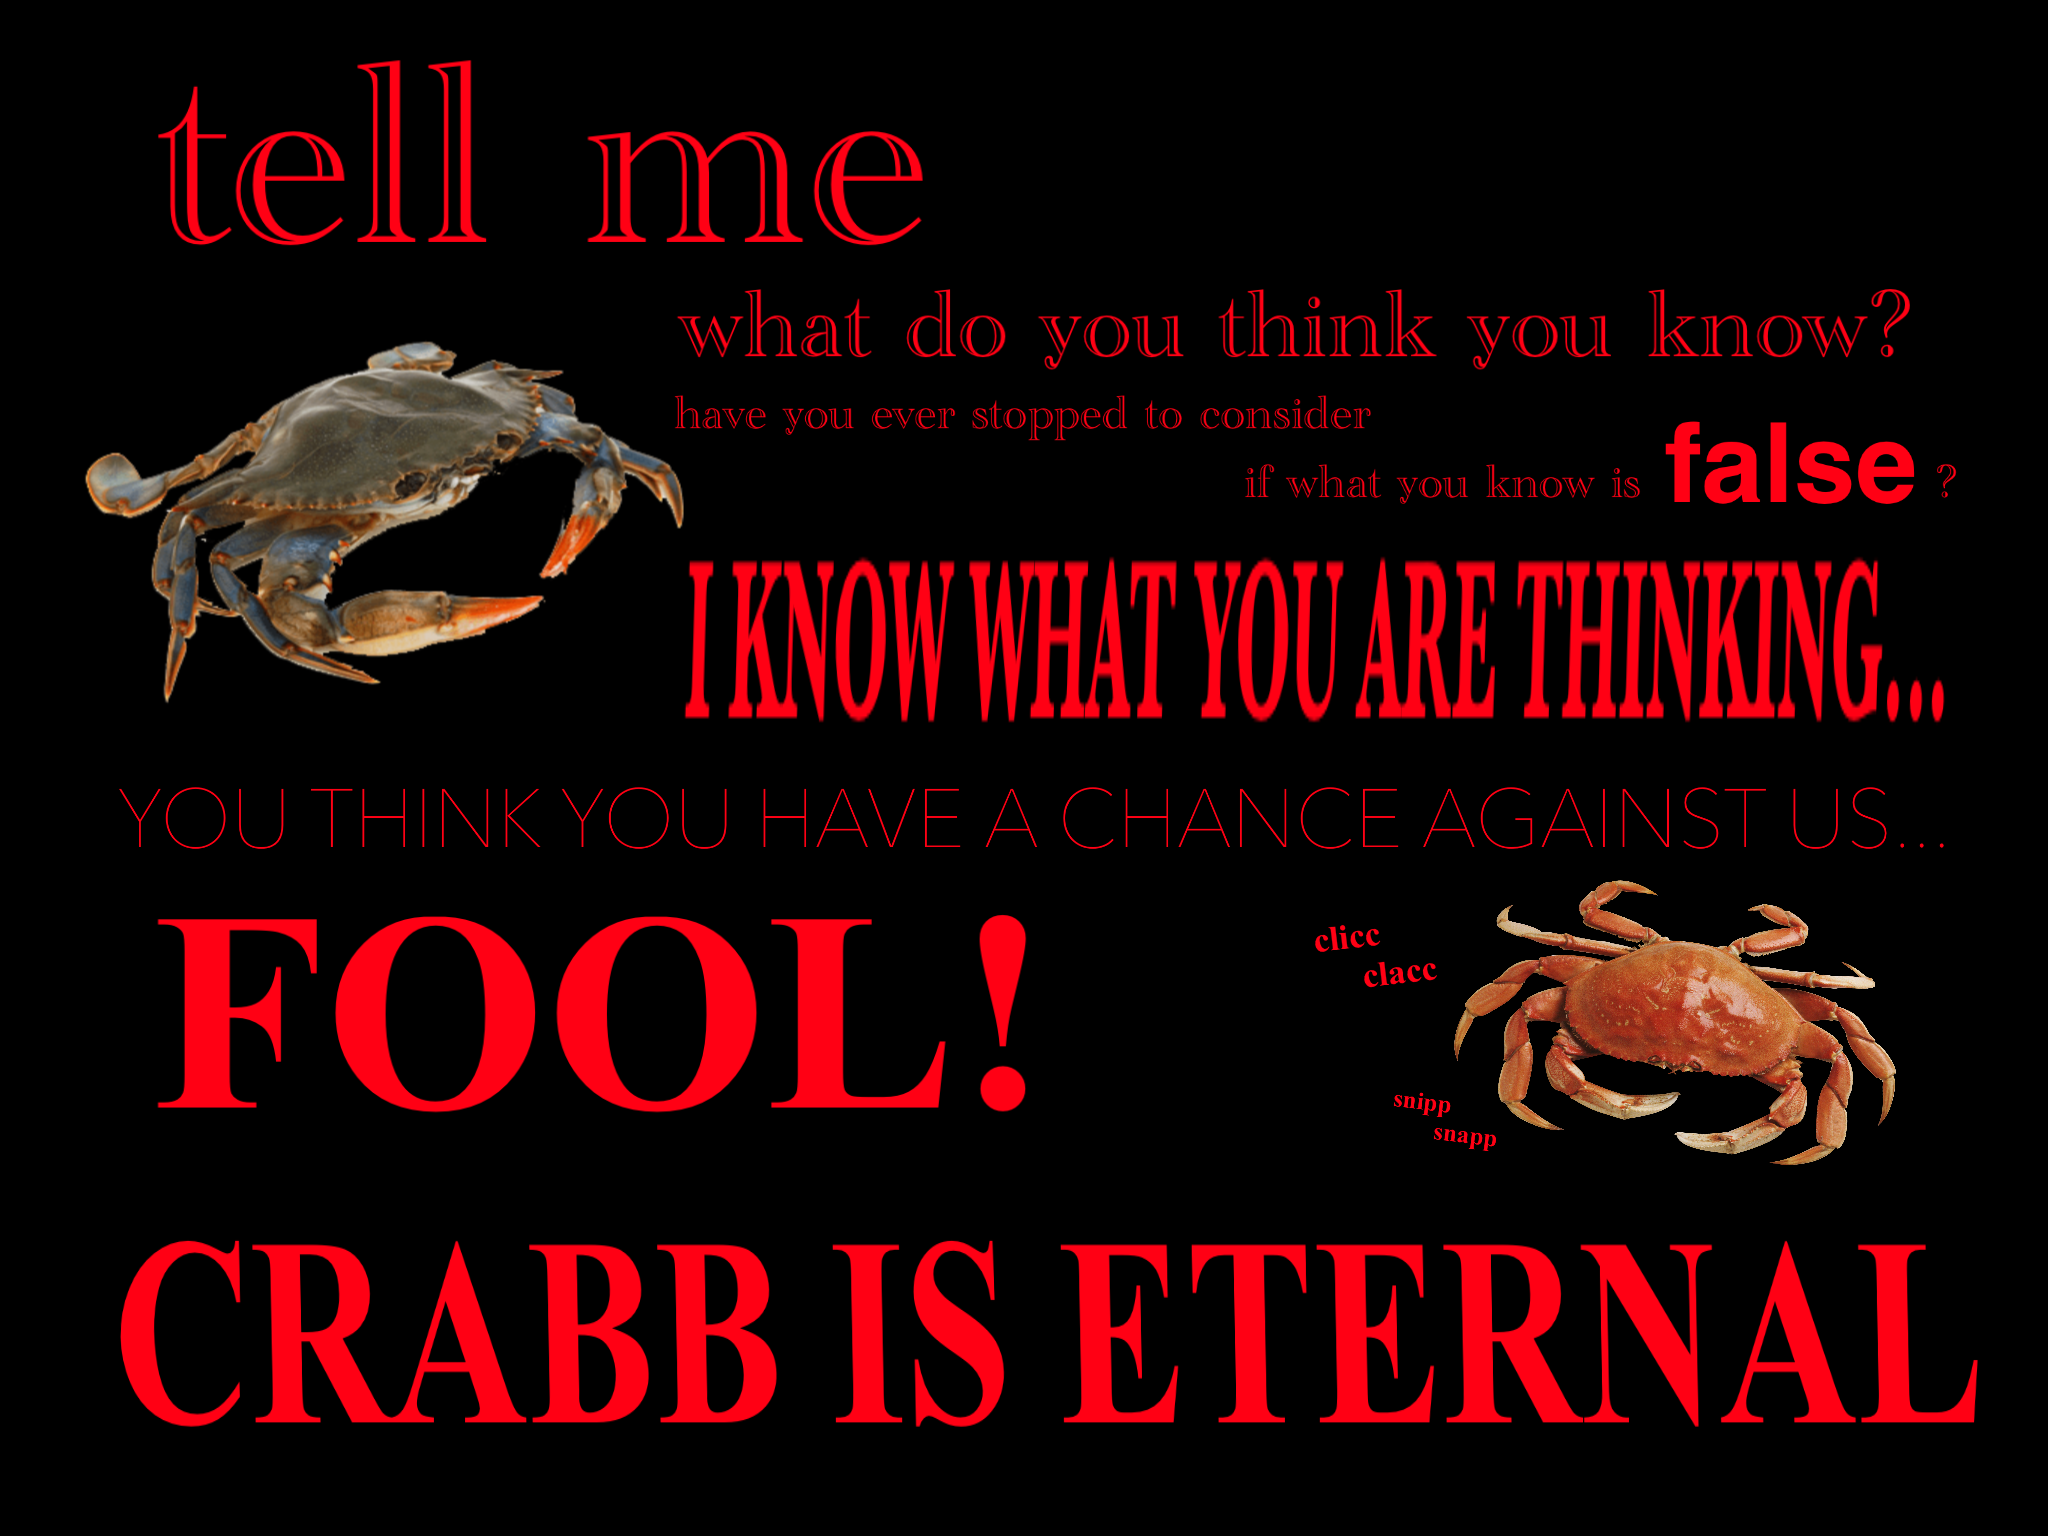 tell me
what do you think you know?
have you ever stopped to consider
if what you know is false ?
I KNOW WHAT YOU ARE THINKING...
YOU THINK YOU HAVE A CHANCE AGAINST US...
FOOL!
clicc
clacc
snipp
snapp
CRABB IS ETERNAL